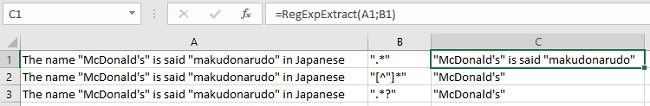 C1 =RegExpExtract(A1;B1)
A B C
1 The name "McDonald's" is said "makudonarudo" in Japanese ".*" "McDonald's" is said "makudonarudo"
2 The name "McDonald's" is said "makudonarudo" in Japanese "[^"]*" "McDonald's"
3 The name "McDonald's" is said "makudonarudo" in Japanese ".*?" "McDonald's"